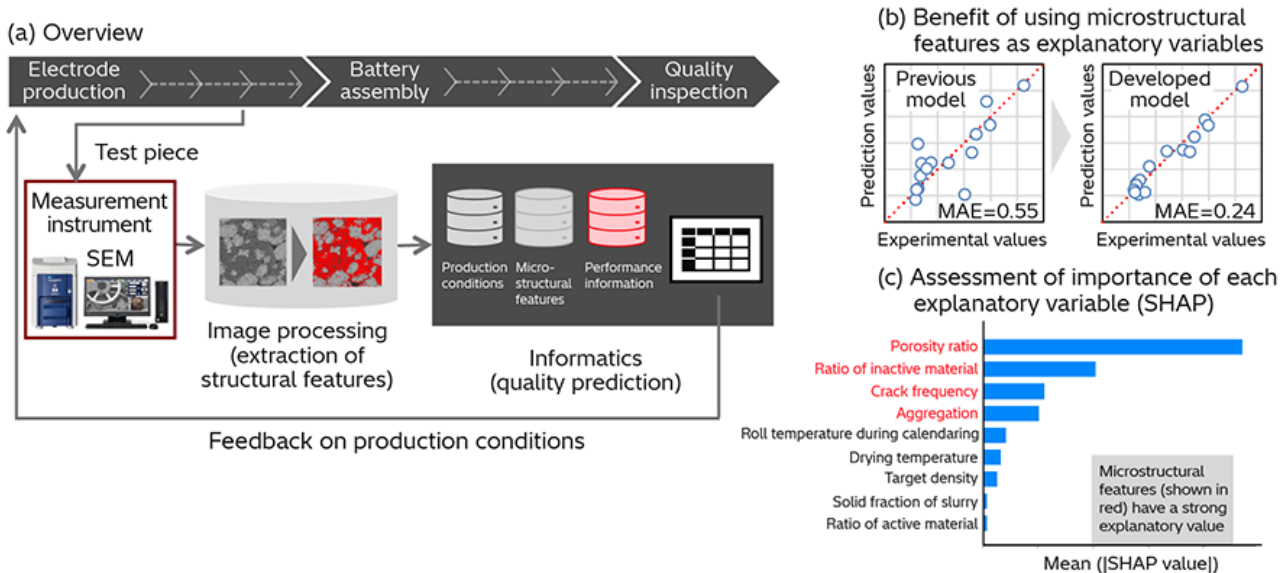 (a) Overview
Electrode
production
Battery
assembly
Quality
inspection
Test piece
Measurement
instrument
SEM
Image processing
(extraction of
structural features)
Production
conditions
Micro-
structural
features
Performance
information
Informatics
(quality prediction)
Feedback on production conditions
(b) Benefit of using microstructural
features as explanatory variables
Prediction values
Previous
model
MAE=0.55
Experimental values
Prediction values
Developed
model
MAE=0.24
Experimental values
(c) Assessment of importance of each
explanatory variable (SHAP)
Porosity ratio
Ratio of inactive material
Crack frequency
Aggregation
Roll temperature during calendaring
Drying temperature
Target density
Solid fraction of slurry
Ratio of active material
Microstructural
features (shown in
red) have a strong
explanatory value
Mean (|SHAP value|)